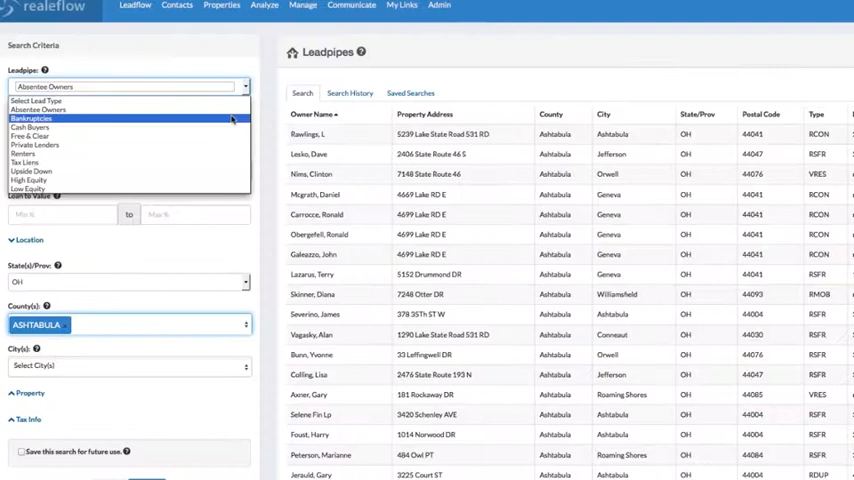 realeflow
Leadflow Contacts Properties Analyze Manage Communicate My Links Admin
Search Criteria
Leadpipe:
Absentee Owners
Select Lead Type
Absentee Owners
Bankruptcies
Cash Buyers
Free & Clear
Private Lenders
Renters
Tax Liens
Upside Down
High Equity
Low Equity
Loan to Value
Min % to Max %
Location
State(s)/Prov:
OH
County(s):
ASHTABULA ×
City(s):
Select City(s)
Property
Tax Info
Save this search for future use.
Leadpipes
Search Search History Saved Searches
Owner Name Property Address County City State/Prov Postal Code Type
Rawlings, L 5239 Lake State Road 531 RD Ashtabula Ashtabula OH 44041 RCON
Lesko, Dave 2406 State Route 46 S Ashtabula Jefferson OH 44047 RSFR
Nims, Clinton 7148 State Route 46 Ashtabula Orwell OH 44076 VRES
Mcgrath, Daniel 4669 Lake RD E Ashtabula Geneva OH 44041 RCON
Carrocce, Ronald 4699 Lake RD E Ashtabula Geneva OH 44041 RCON
Obergefell, Ronald 4699 Lake RD E Ashtabula Geneva OH 44041 RCON
Galeazzo, John 4699 Lake RD E Ashtabula Geneva OH 44041 RCON
Lazarus, Terry 5152 Drummond DR Ashtabula Geneva OH 44041 RSFR
Skinner, Diana 7248 Otter DR Ashtabula Williamsfield OH 44093 RMOB
Severino, James 378 35Th ST W Ashtabula Ashtabula OH 44004 RSFR
Vagasky, Alan 1290 Lake State Road 531 RD Ashtabula Conneaut OH 44030 RSFR
Bunn, Yvonne 33 Leffingwell DR Ashtabula Orwell OH 44076 RSFR
Colling, Lisa 2476 State Route 193 N Ashtabula Jefferson OH 44047 RSFR
Axner, Gary 181 Rockaway DR Ashtabula Roaming Shores OH 44085 VRES
Selene Fin Lp 3420 Schenley AVE Ashtabula Ashtabula OH 44004 RSFR
Foust, Harry 1014 Norwood DR Ashtabula Ashtabula OH 44004 RSFR
Peterson, Marianne 484 Owl PT Ashtabula Roaming Shores OH 44084 RSFR
Jerauld, Gary 3225 Court ST Ashtabula Ashtabula OH 44004 RDUP